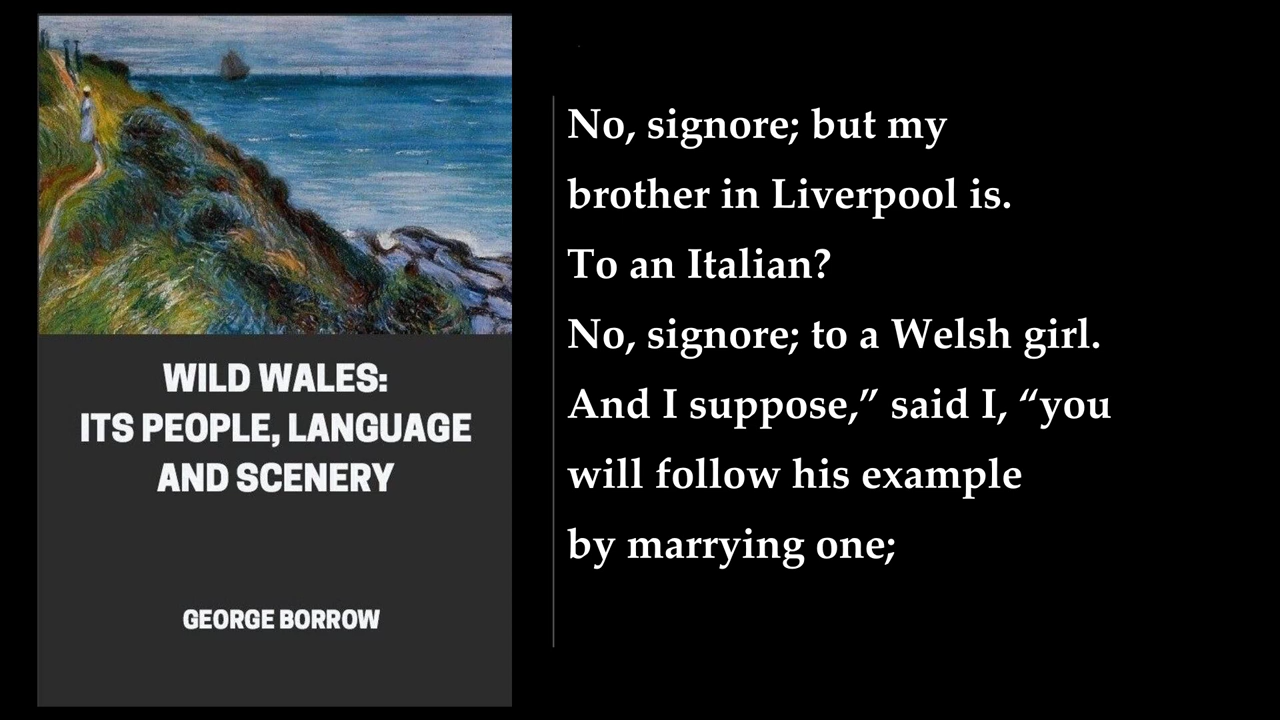 WILD WALES:
ITS PEOPLE, LANGUAGE
AND SCENERY
GEORGE BORROW
No, signore; but my
brother in Liverpool is.
To an Italian?
No, signore; to a Welsh girl.
And I suppose,” said I, “you
will follow his example
by marrying one;